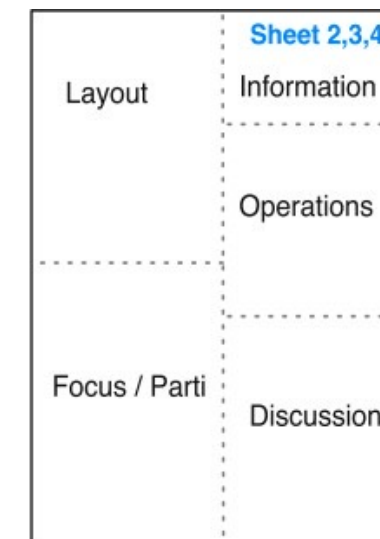 Sheet 2,3,4
Layout
Information
Operations
Focus / Parti
Discussion